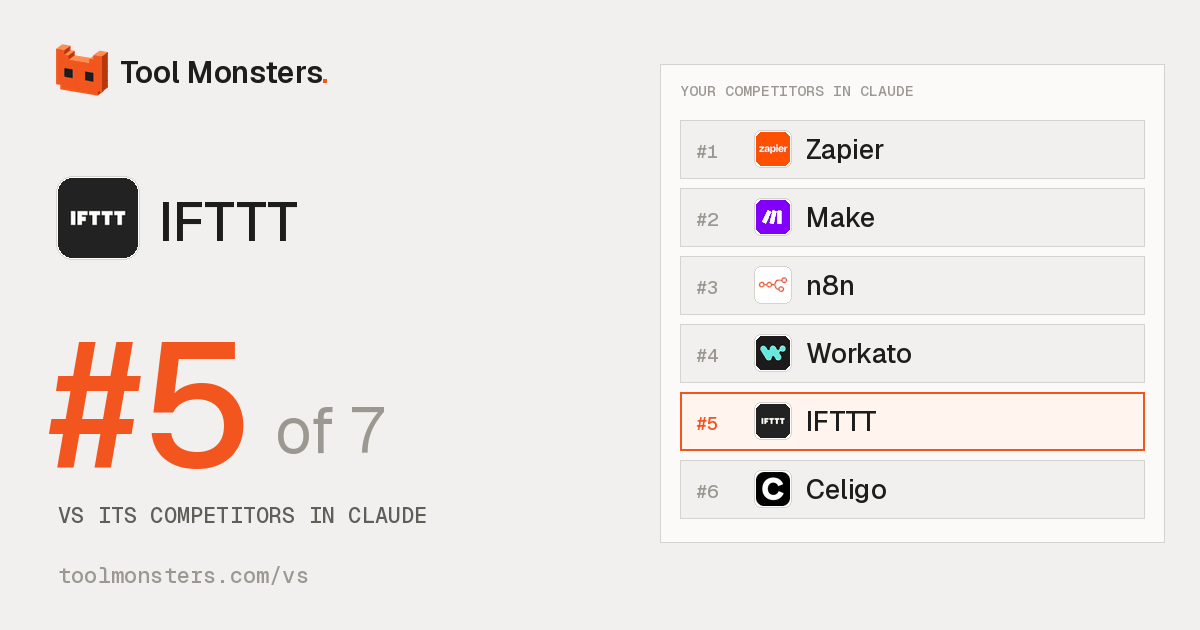 Tool Monsters.
IFTTT
IFTTT
#5 of 7
VS ITS COMPETITORS IN CLAUDE
toolmonsters.com/vs
YOUR COMPETITORS IN CLAUDE
#1 zapier Zapier
#2 Make
#3 n8n
#4 Workato
#5 IFTTT IFTTT
#6 Celigo